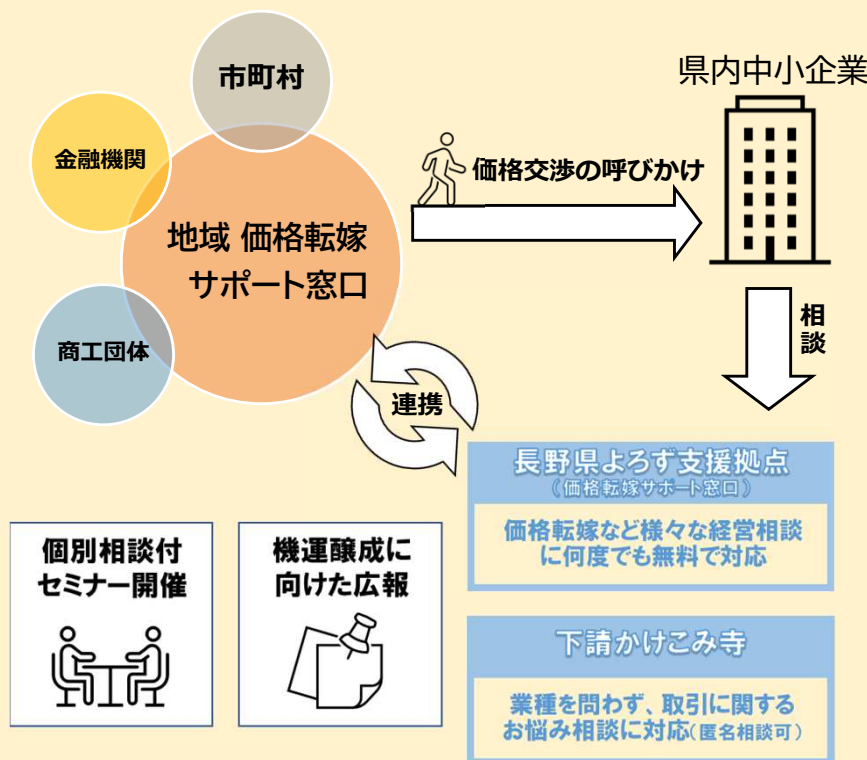 市町村
県内中小企業
金融機関
価格交渉の呼びかけ
地域 価格転嫁
サポート窓口
商工団体
相談
連携
長野県よろず支援拠点
（価格転嫁サポート窓口）
価格転嫁など様々な経営相談
に何度でも無料で対応
個別相談付
セミナー開催
機運醸成に
向けた広報
下請かけこみ寺
業種を問わず、取引に関する
お悩み相談に対応（匿名相談可）